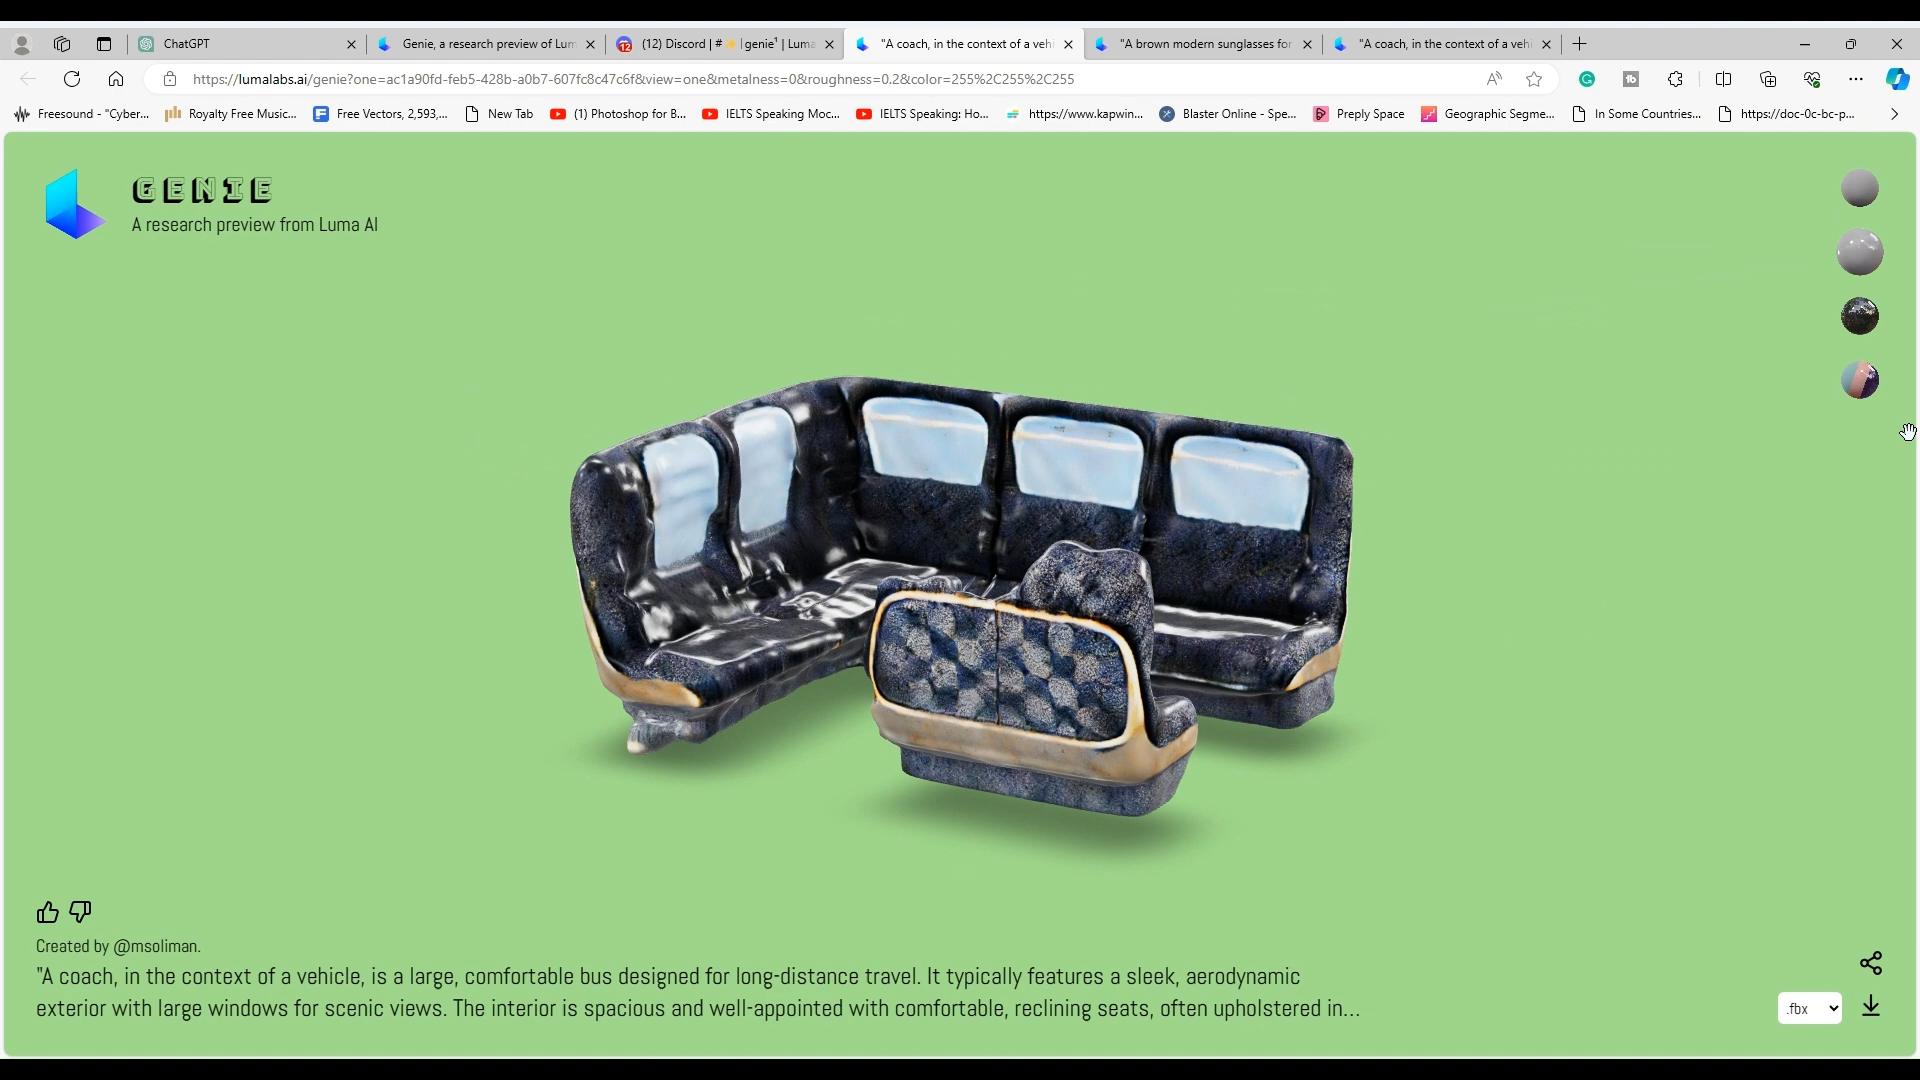 ChatGPT
Genie, a research preview of Lum
(12) Discord | # | genie¹ | Luma
"A coach, in the context of a vehi
"A brown modern sunglasses for
"A coach, in the context of a vehi
https://lumalabs.ai/genie?one=ac1a90fd-feb5-428b-a0b7-607fc8c47c6f&view=one&metalness=0&roughness=0.2&color=255%2C255%2C255
Freesound - "Cyber...
Royalty Free Music...
Free Vectors, 2,593,...
New Tab
(1) Photoshop for B...
IELTS Speaking Moc...
IELTS Speaking: Ho...
https://www.kapwin...
Blaster Online - Spe...
Preply Space
Geographic Segme...
In Some Countries...
https://doc-0c-bc-p...
GENIE
A research preview from Luma AI
Created by @msoliman.
"A coach, in the context of a vehicle, is a large, comfortable bus designed for long-distance travel. It typically features a sleek, aerodynamic
exterior with large windows for scenic views. The interior is spacious and well-appointed with comfortable, reclining seats, often upholstered in...
.fbx